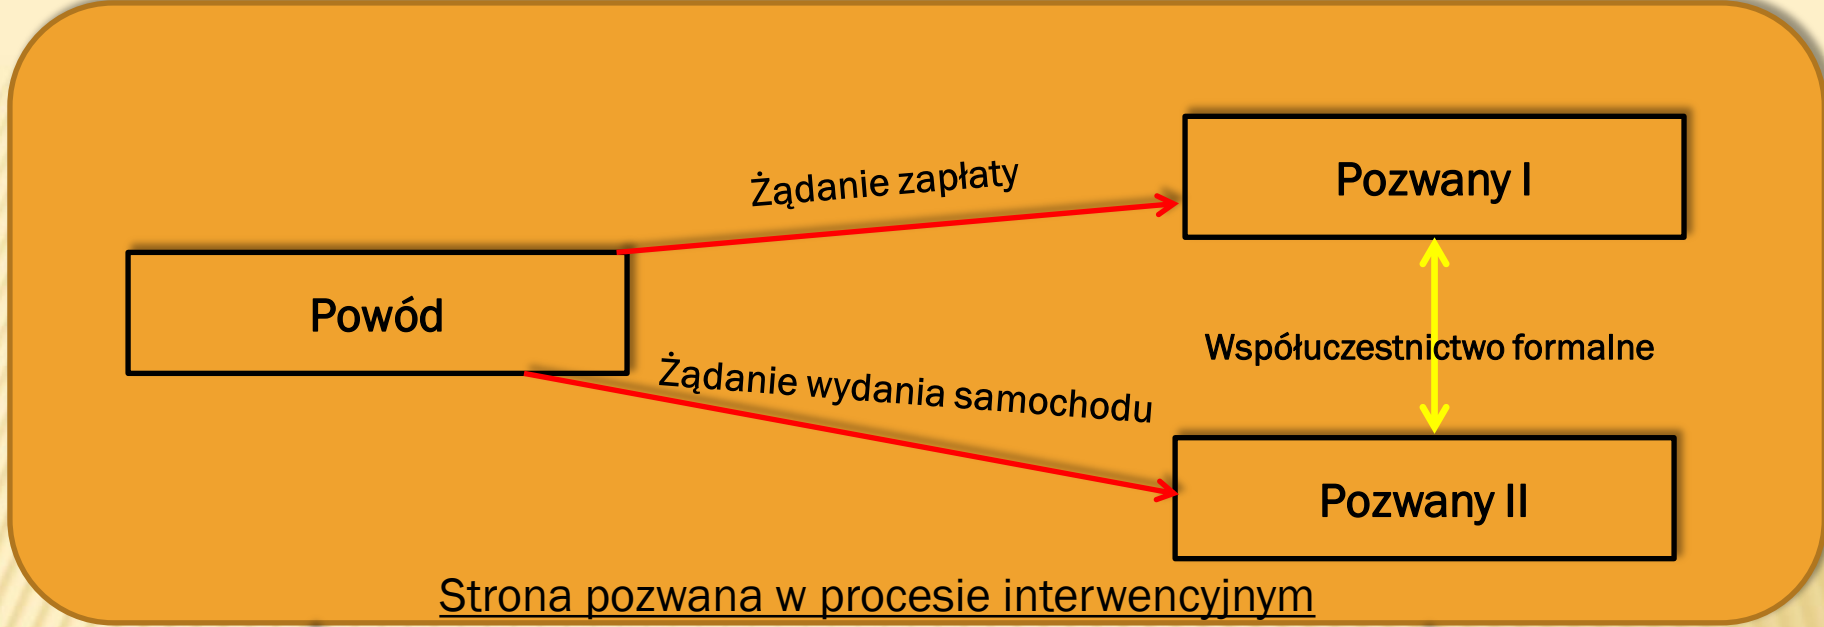 Żądanie zapłaty
Pozwany I
Powód
Współuczestnictwo formalne
Żądanie wydania samochodu
Pozwany II
Strona pozwana w procesie interwencyjnym